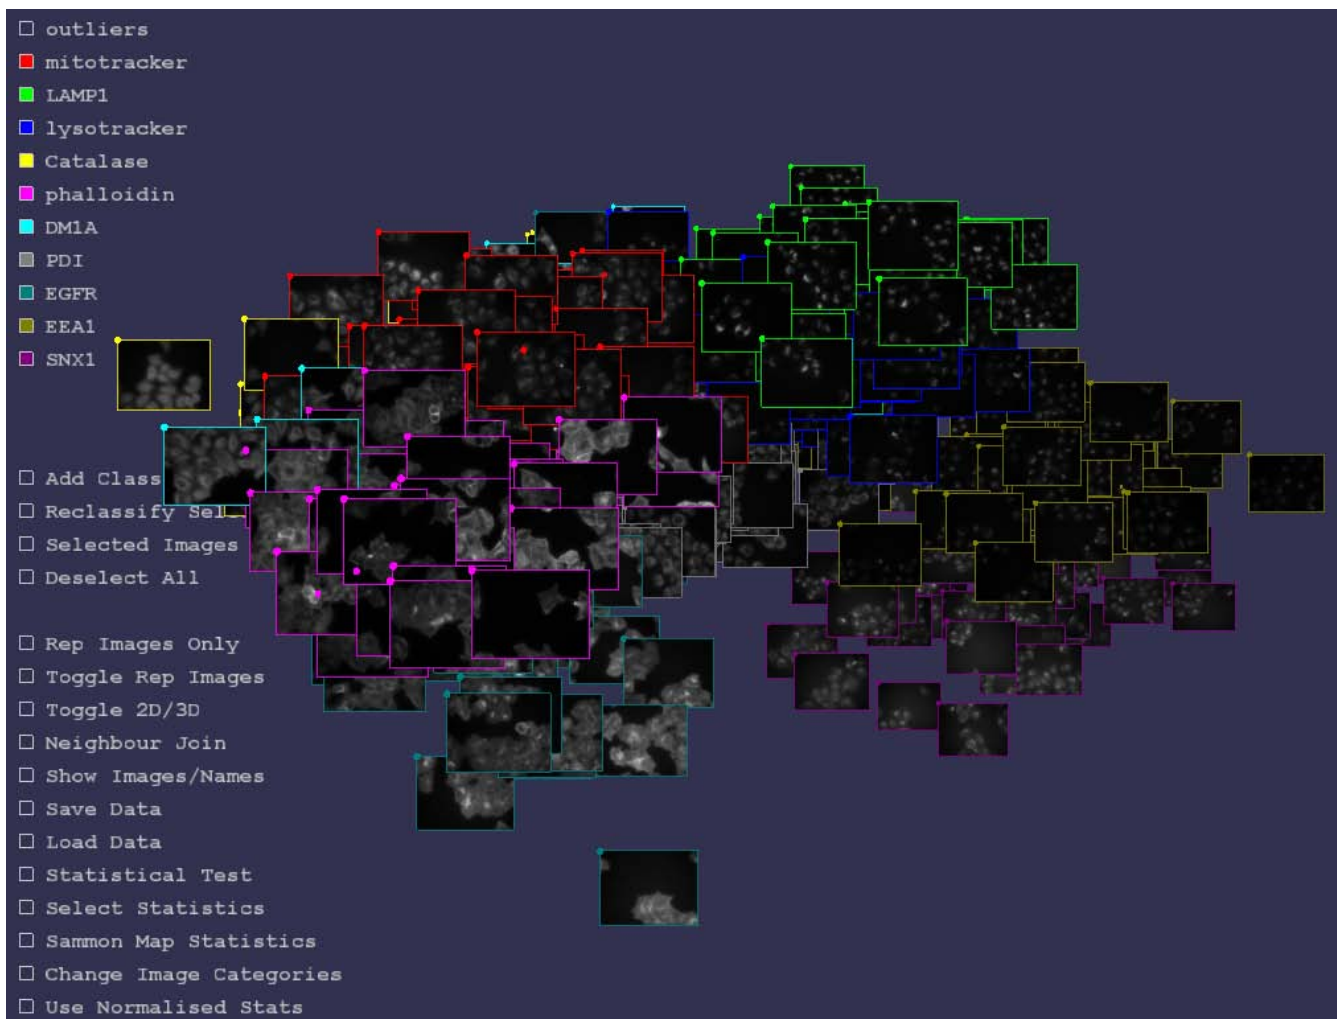 outliers
mitotracker
LAMP1
lysotracker
Catalase
phalloidin
DM1A
PDI
EGFR
EEA1
SNX1
Add Class
Reclassify Sel
Selected Images
Deselect All
Rep Images Only
Toggle Rep Images
Toggle 2D/3D
Neighbour Join
Show Images/Names
Save Data
Load Data
Statistical Test
Select Statistics
Sammon Map Statistics
Change Image Categories
Use Normalised Stats